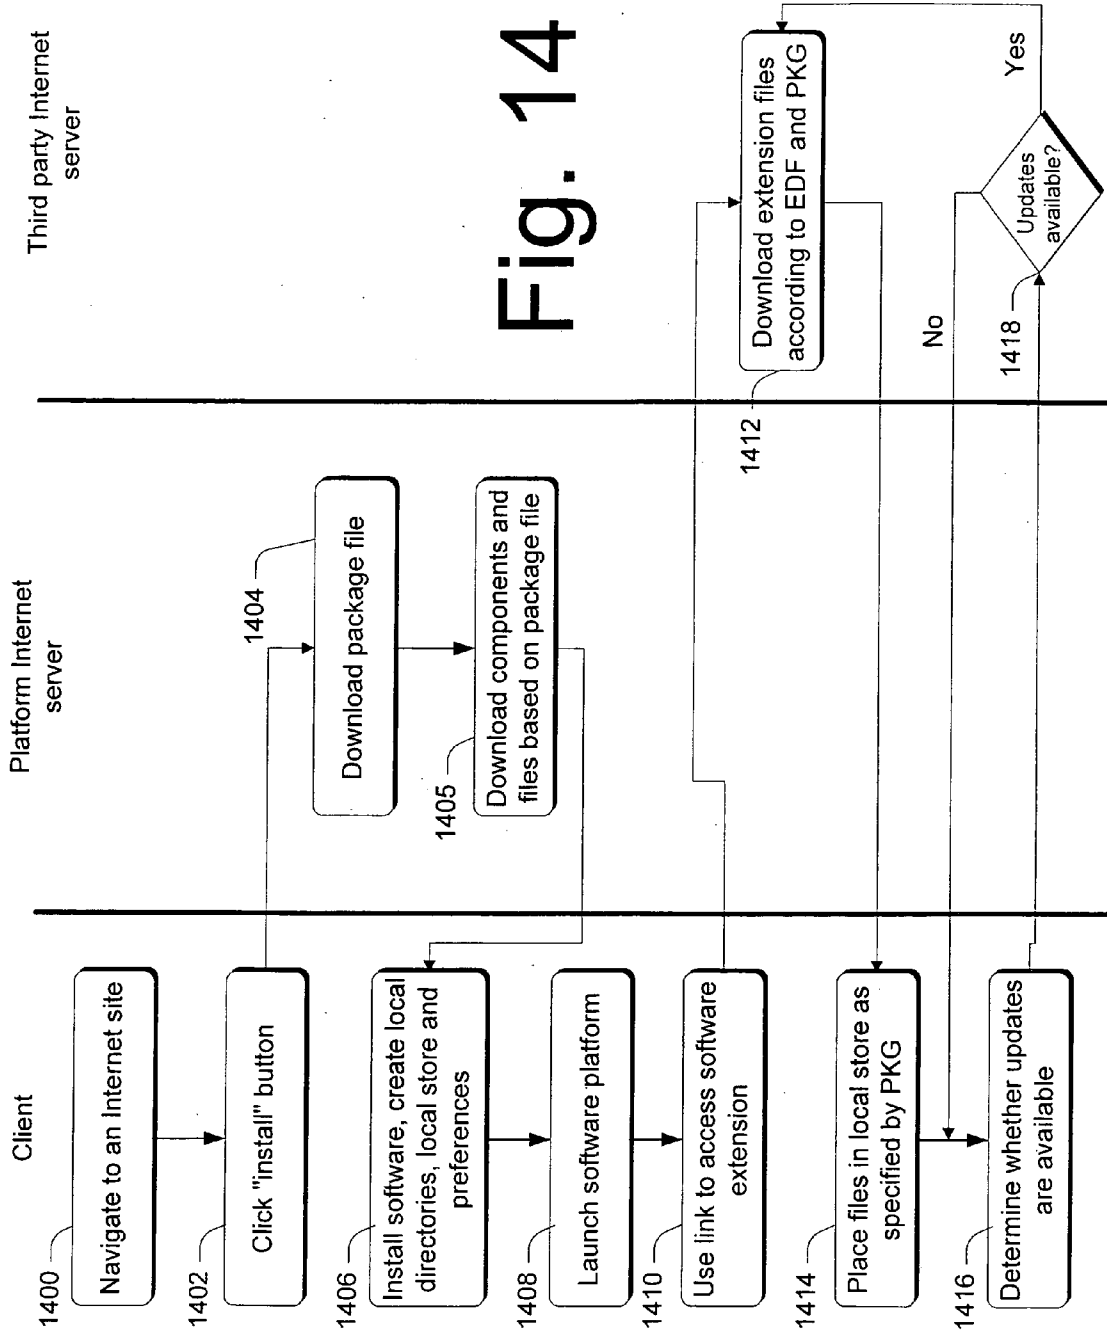 Client
Platform Internet
server
Third party Internet
server
1400
Navigate to an Internet site
1402
Click "install" button
1404
Download package file
1405
Download components and
files based on package file
1406
Install software, create local
directories, local store and
preferences
1408
Launch software platform
1410
Use link to access software
extension
1412
Download extension files
according to EDF and PKG
1414
Place files in local store as
specified by PKG
1416
Determine whether updates
are available
1418
Updates
available?
Yes
No
Fig. 14